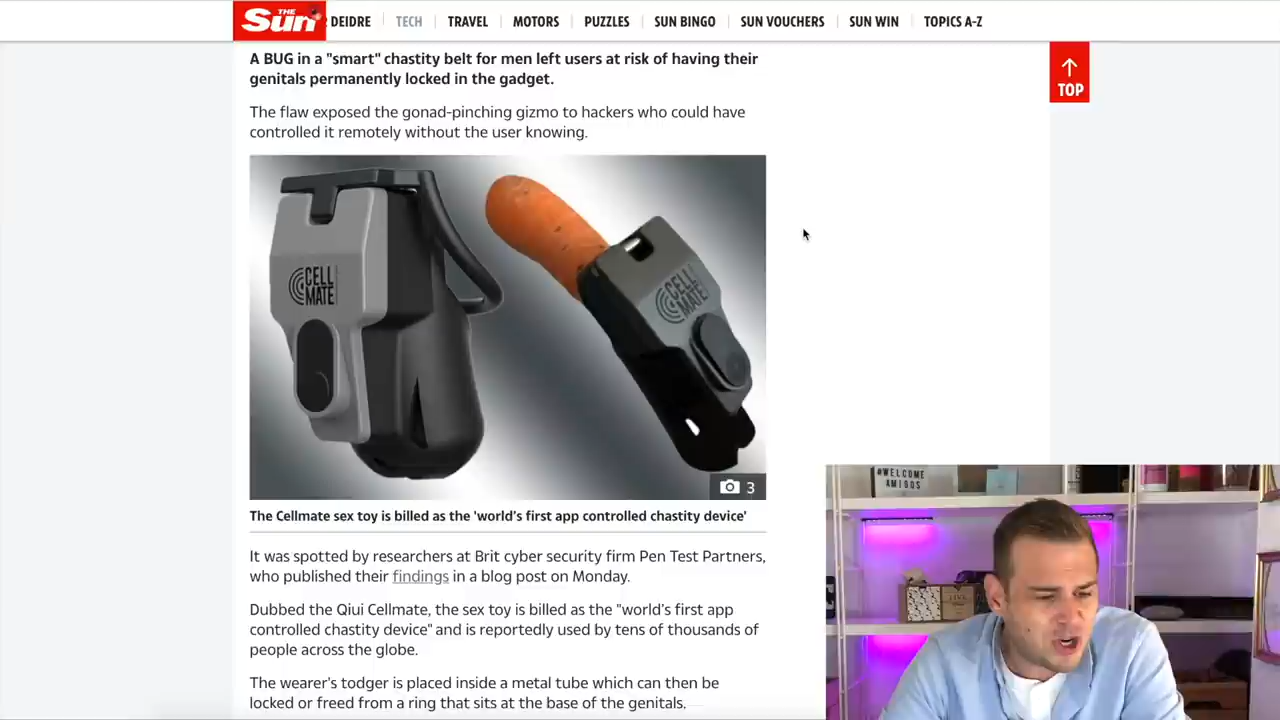 THE
Sun
DEIDRE
TECH
TRAVEL
MOTORS
PUZZLES
SUN BINGO
SUN VOUCHERS
SUN WIN
TOPICS A-Z
A BUG in a "smart" chastity belt for men left users at risk of having their
genitals permanently locked in the gadget.
TOP
The flaw exposed the gonad-pinching gizmo to hackers who could have
controlled it remotely without the user knowing.
CELL
MATE
CELL
MATE
3
The Cellmate sex toy is billed as the 'world's first app controlled chastity device'
It was spotted by researchers at Brit cyber security firm Pen Test Partners,
who published their findings in a blog post on Monday.
Dubbed the Qiui Cellmate, the sex toy is billed as the "world's first app
controlled chastity device" and is reportedly used by tens of thousands of
people across the globe.
The wearer's todger is placed inside a metal tube which can then be
locked or freed from a ring that sits at the base of the genitals.
#WELCOME
AMIGOS